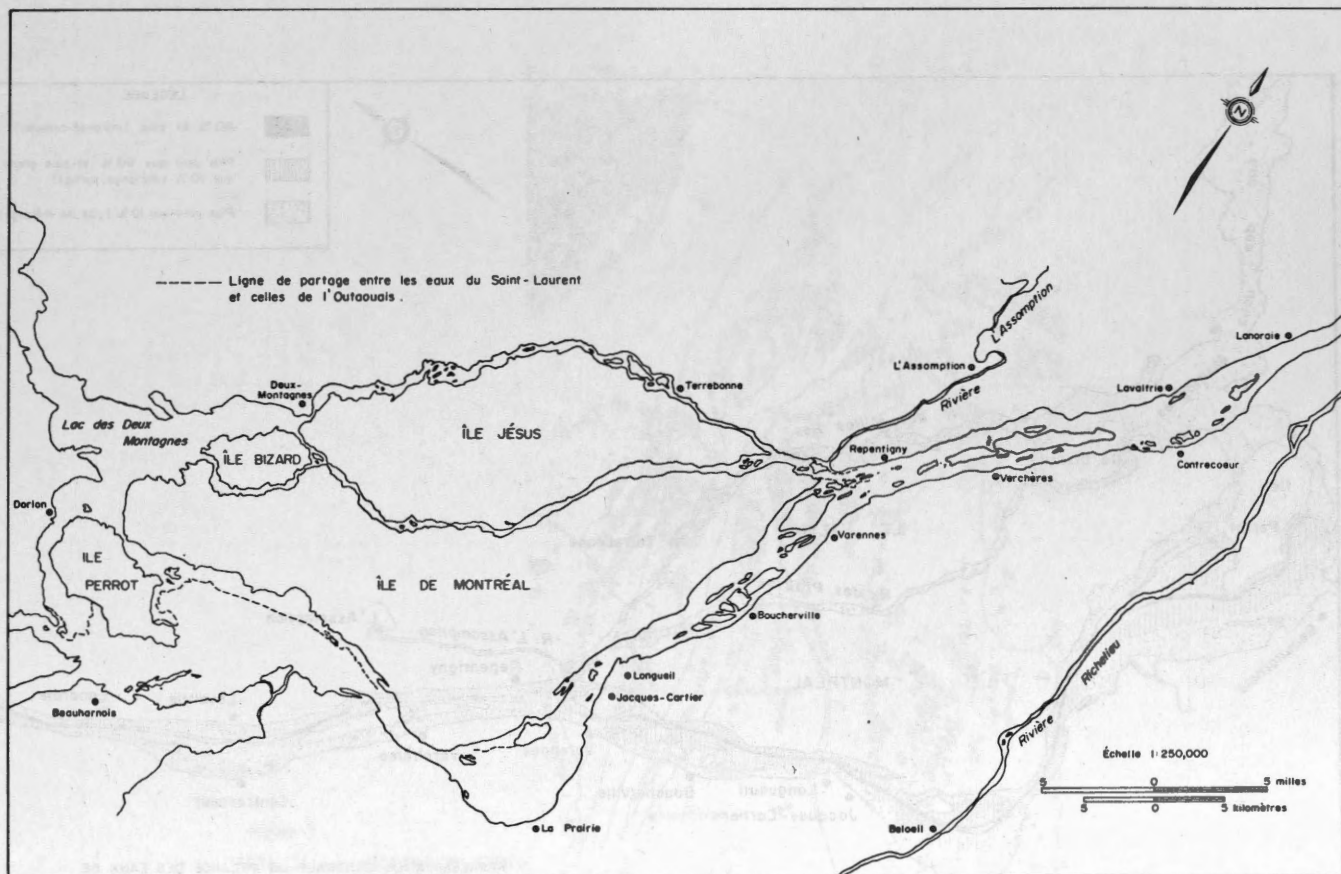 N
Ligne de partage entre les eaux du Saint-Laurent
et celles de l'Outaouais.
L'Assomption
Rivière
Lanoraie
L'Assomption
Lavaltrie
Terrebonne
Deux-
Montagnes
Lac des Deux
Montagnes
ÎLE JÉSUS
ÎLE BIZARD
Repentigny
Contrecoeur
Verchères
Dorion
Varennes
ILE
PERROT
ÎLE DE MONTRÉAL
Boucherville
Longueil
Jacques-Cartier
Beauharnois
Richelieu
Rivière
Échelle 1:250,000
5 0 5 milles
5 0 5 kilomètres
La Prairie
Beloeil